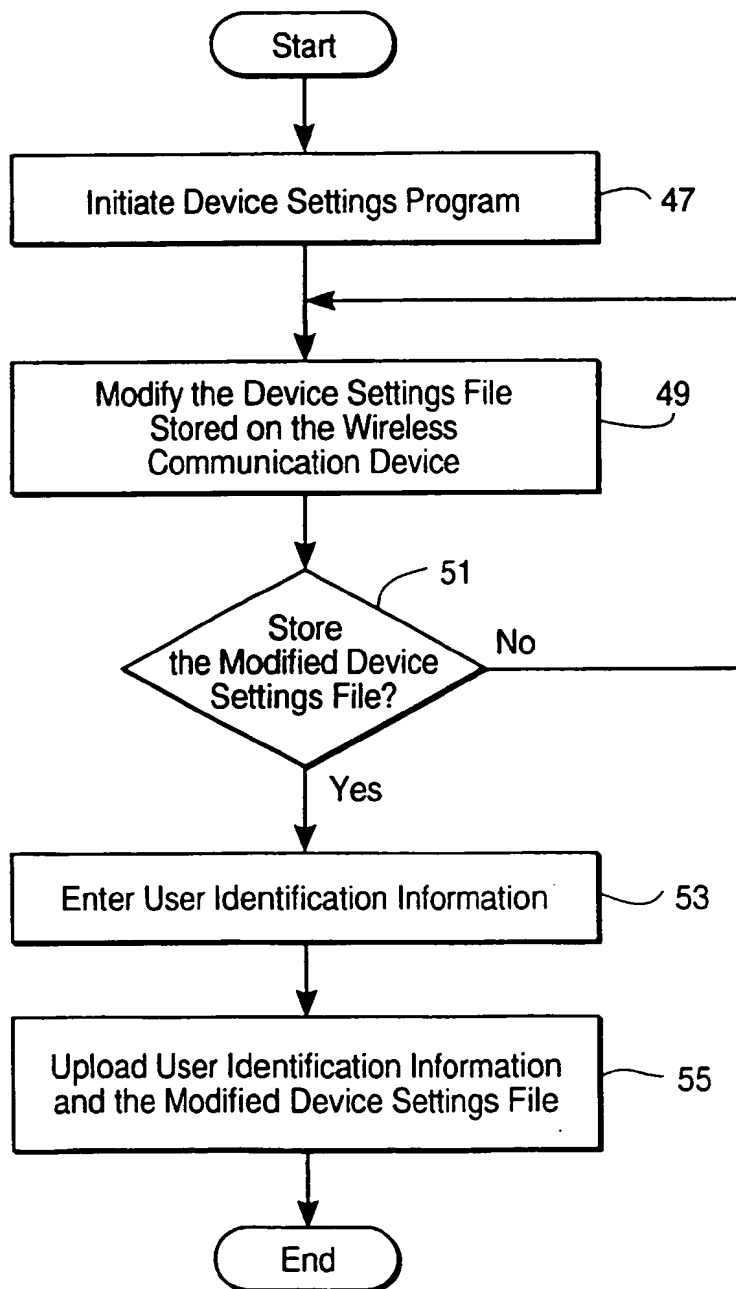 Start
Initiate Device Settings Program
47
Modify the Device Settings File
Stored on the Wireless
Communication Device
49
51
Store
the Modified Device
Settings File?
No
Yes
Enter User Identification Information
53
Upload User Identification Information
and the Modified Device Settings File
55
End